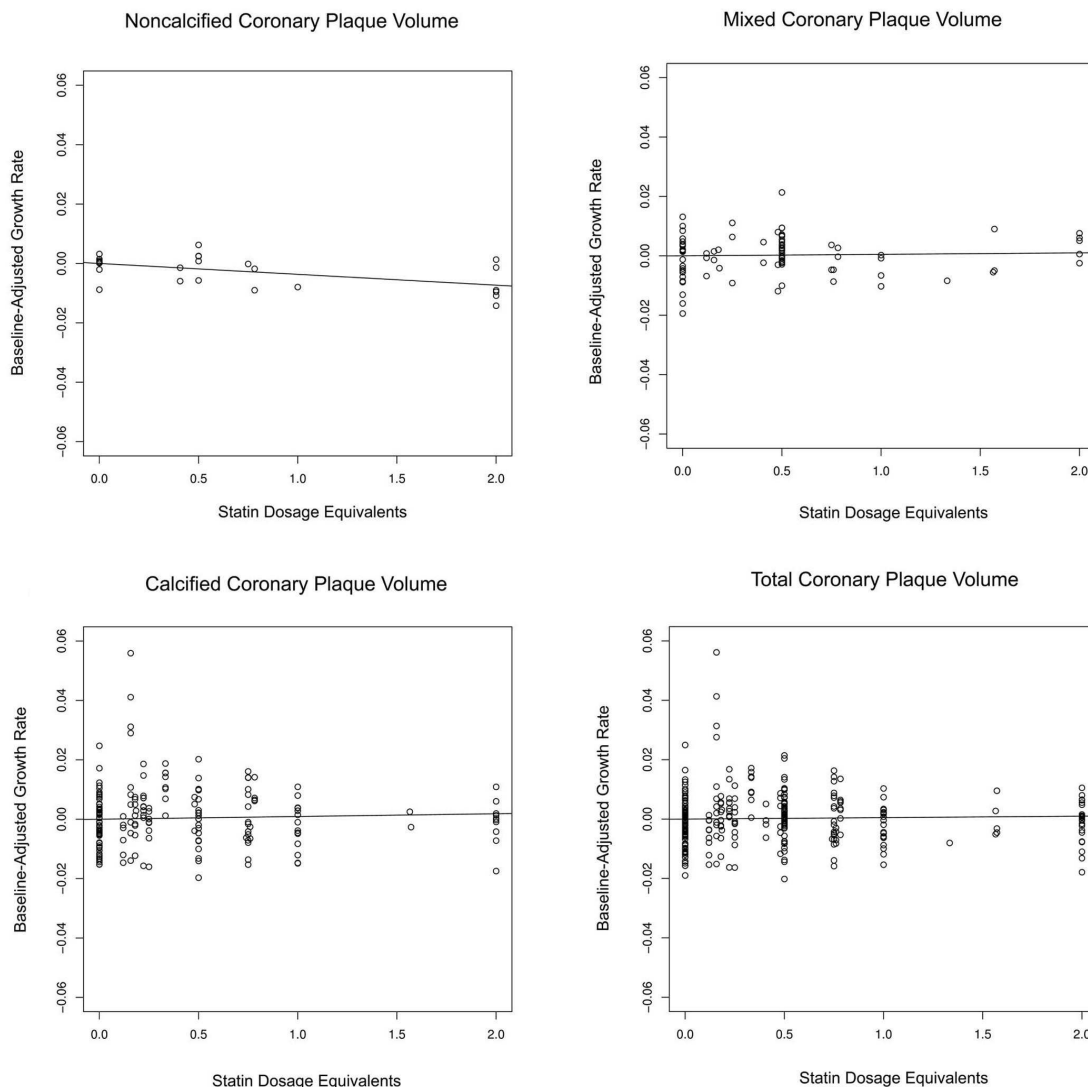 Noncalcified Coronary Plaque Volume
Baseline-Adjusted Growth Rate
0.06
0.04
0.02
0.00
−0.02
−0.04
−0.06
0.0 0.5 1.0 1.5 2.0
Statin Dosage Equivalents
Mixed Coronary Plaque Volume
Baseline-Adjusted Growth Rate
0.06
0.04
0.02
0.00
−0.02
−0.04
−0.06
0.0 0.5 1.0 1.5 2.0
Statin Dosage Equivalents
Calcified Coronary Plaque Volume
Baseline-Adjusted Growth Rate
0.06
0.04
0.02
0.00
−0.02
−0.04
−0.06
0.0 0.5 1.0 1.5 2.0
Statin Dosage Equivalents
Total Coronary Plaque Volume
Baseline-Adjusted Growth Rate
0.06
0.04
0.02
0.00
−0.02
−0.04
−0.06
0.0 0.5 1.0 1.5 2.0
Statin Dosage Equivalents